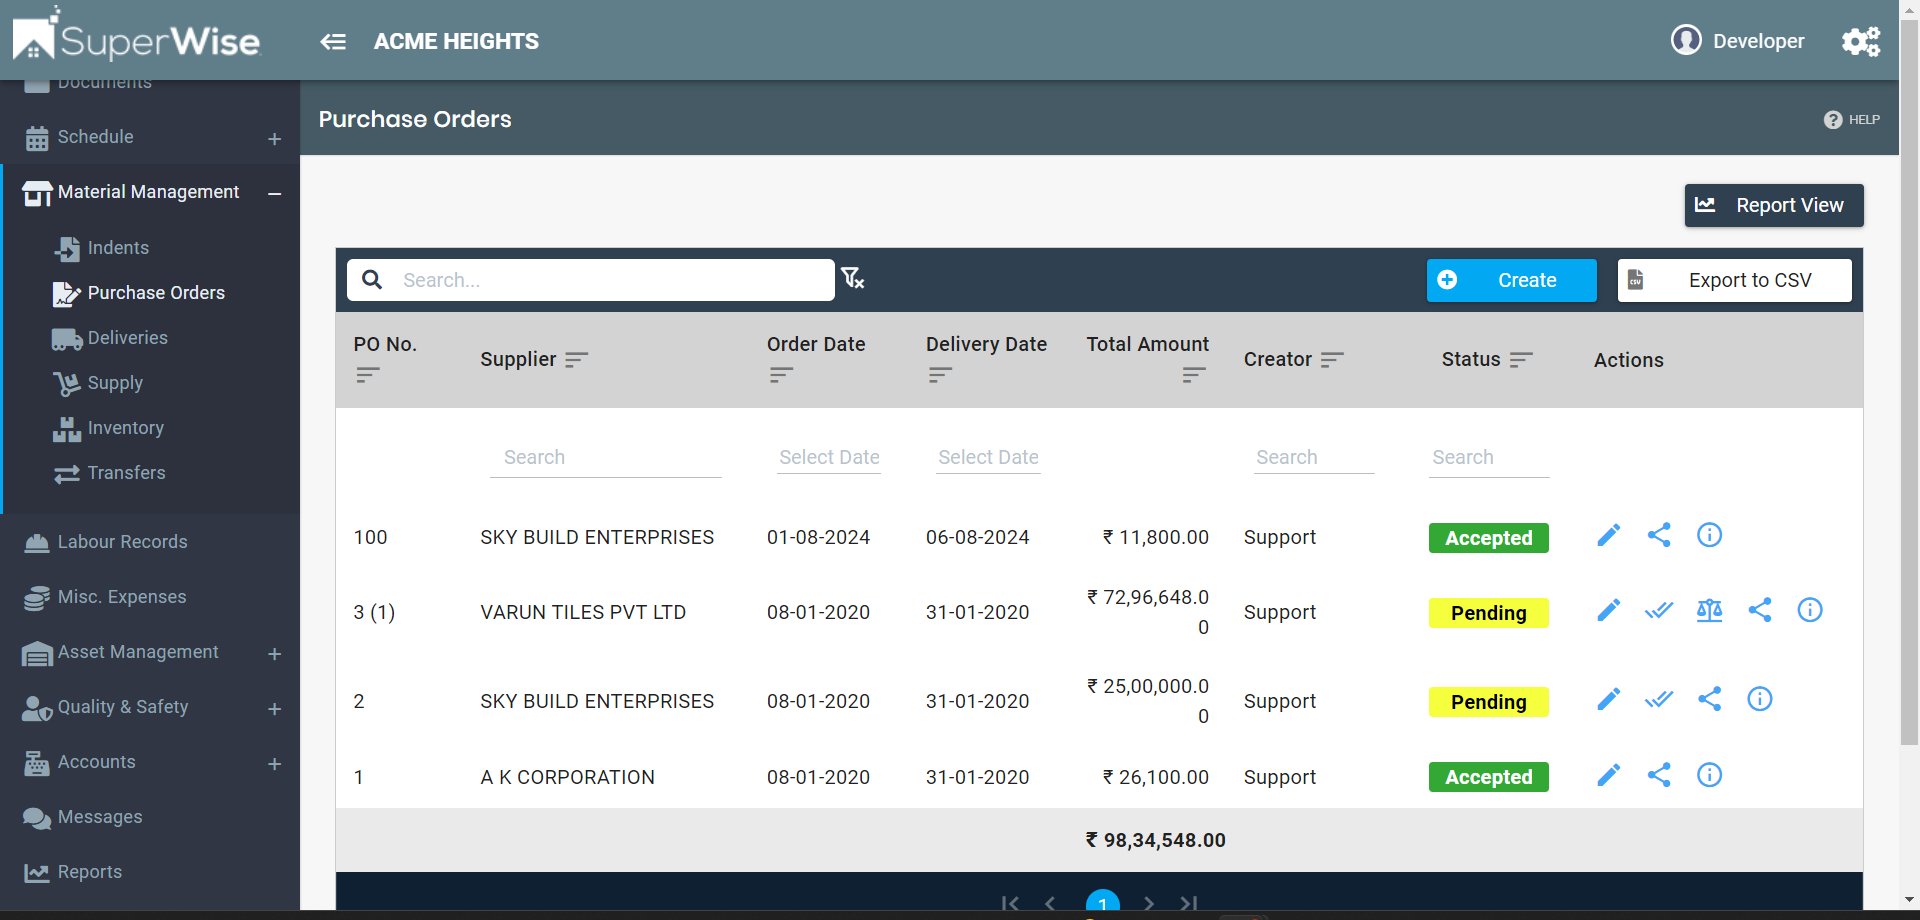 SuperWise
ACME HEIGHTS
Developer
Documents
Schedule
Material Management
Indents
Purchase Orders
Deliveries
Supply
Inventory
Transfers
Labour Records
Misc. Expenses
Asset Management
Quality & Safety
Accounts
Messages
Reports
Purchase Orders
? HELP
Report View
Search...
Create
CSV Export to CSV
PO No. Supplier Order Date Delivery Date Total Amount Creator Status Actions
Search Select Date Select Date Search Search
100 SKY BUILD ENTERPRISES 01-08-2024 06-08-2024 ₹ 11,800.00 Support Accepted
3 (1) VARUN TILES PVT LTD 08-01-2020 31-01-2020 ₹ 72,96,648.0
0 Support Pending
2 SKY BUILD ENTERPRISES 08-01-2020 31-01-2020 ₹ 25,00,000.0
0 Support Pending
1 A K CORPORATION 08-01-2020 31-01-2020 ₹ 26,100.00 Support Accepted
₹ 98,34,548.00
1